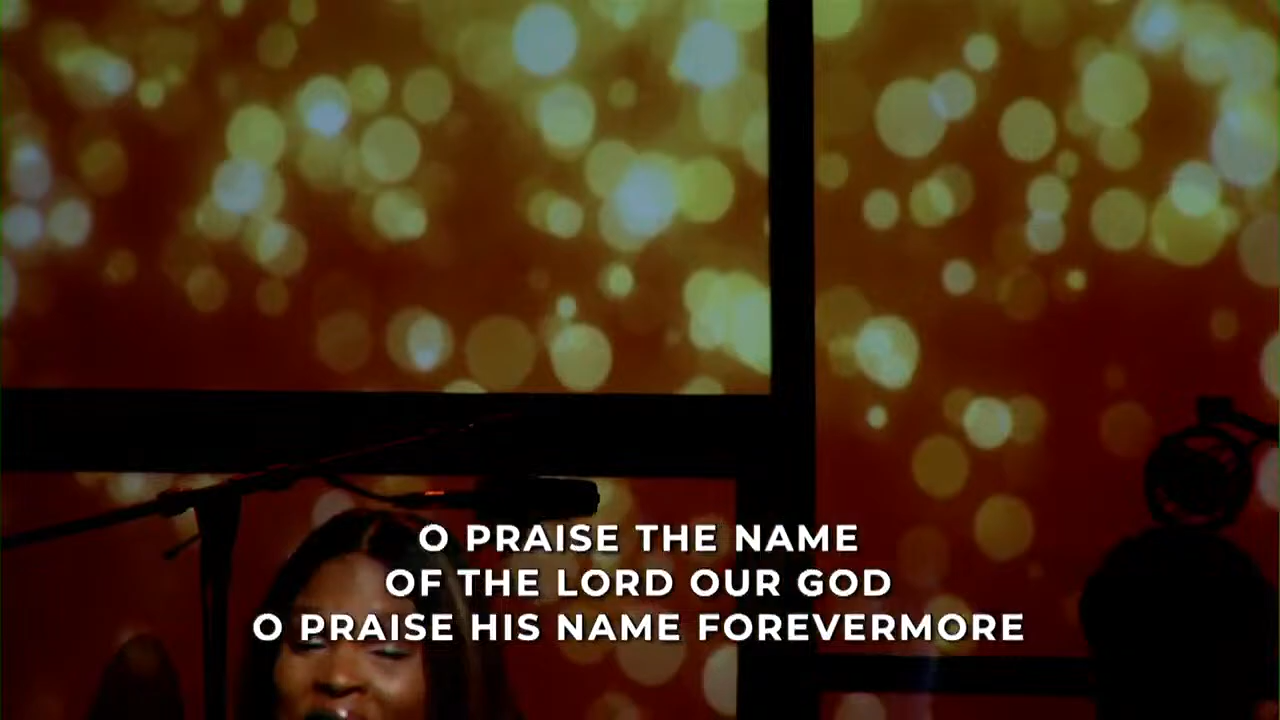 O PRAISE THE NAME
OF THE LORD OUR GOD
O PRAISE HIS NAME FOREVERMORE